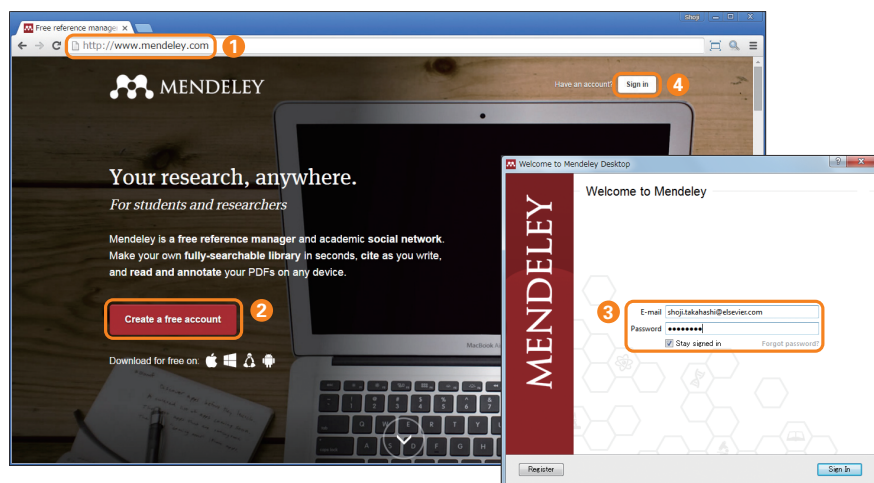 Shoji
Free reference manage
http://www.mendeley.com
1
MENDELEY
Have an account?
Sign in
4
Your research, anywhere.
For students and researchers
Mendeley is a free reference manager and academic social network.
Make your own fully-searchable library in seconds, cite as you write,
and read and annotate your PDFs on any device.
Create a free account
2
Download for free on:
MacBook A
Q W E R T Y
A S D F G H
Welcome to Mendeley Desktop
MENDELEY
Welcome to Mendeley
3
E-mail
shoji.takahashi@elsevier.com
Password
Stay signed in
Forgot password?
Register
Sign In